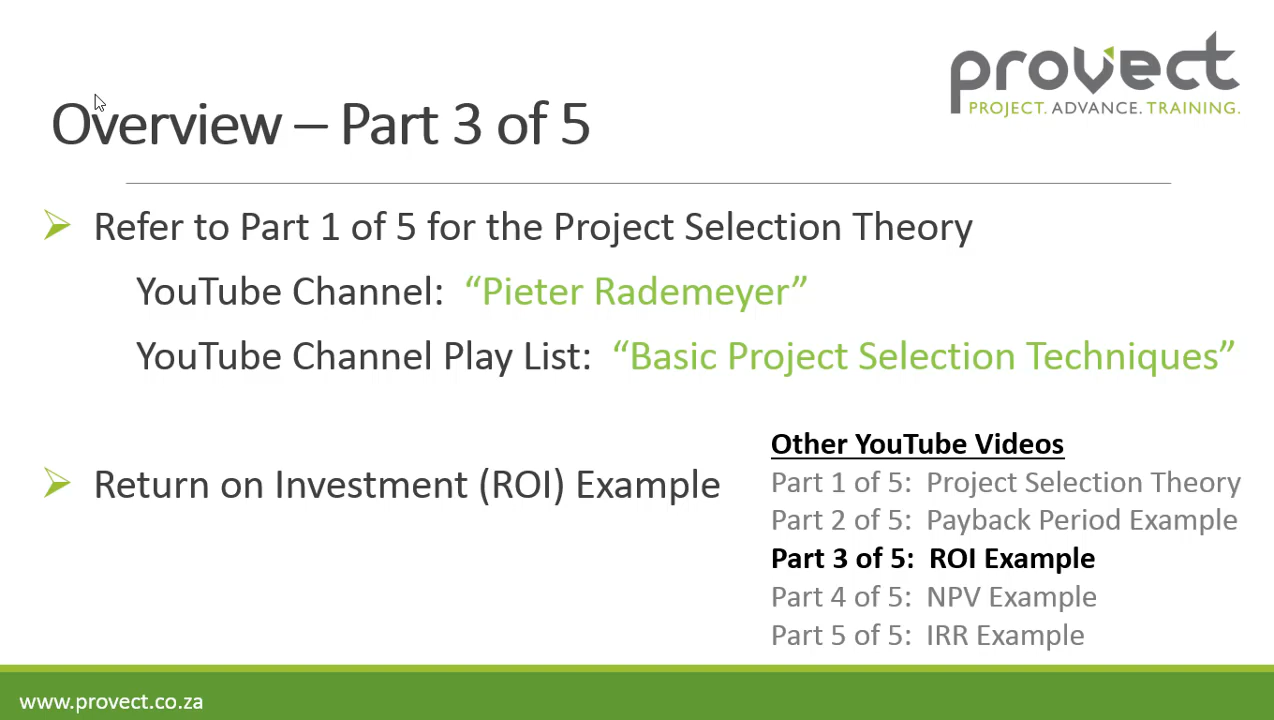 provect
PROJECT. ADVANCE. TRAINING.
Overview – Part 3 of 5
Refer to Part 1 of 5 for the Project Selection Theory
YouTube Channel: “Pieter Rademeyer”
YouTube Channel Play List: “Basic Project Selection Techniques”
Return on Investment (ROI) Example
Other YouTube Videos
Part 1 of 5: Project Selection Theory
Part 2 of 5: Payback Period Example
Part 3 of 5: ROI Example
Part 4 of 5: NPV Example
Part 5 of 5: IRR Example
www.provect.co.za